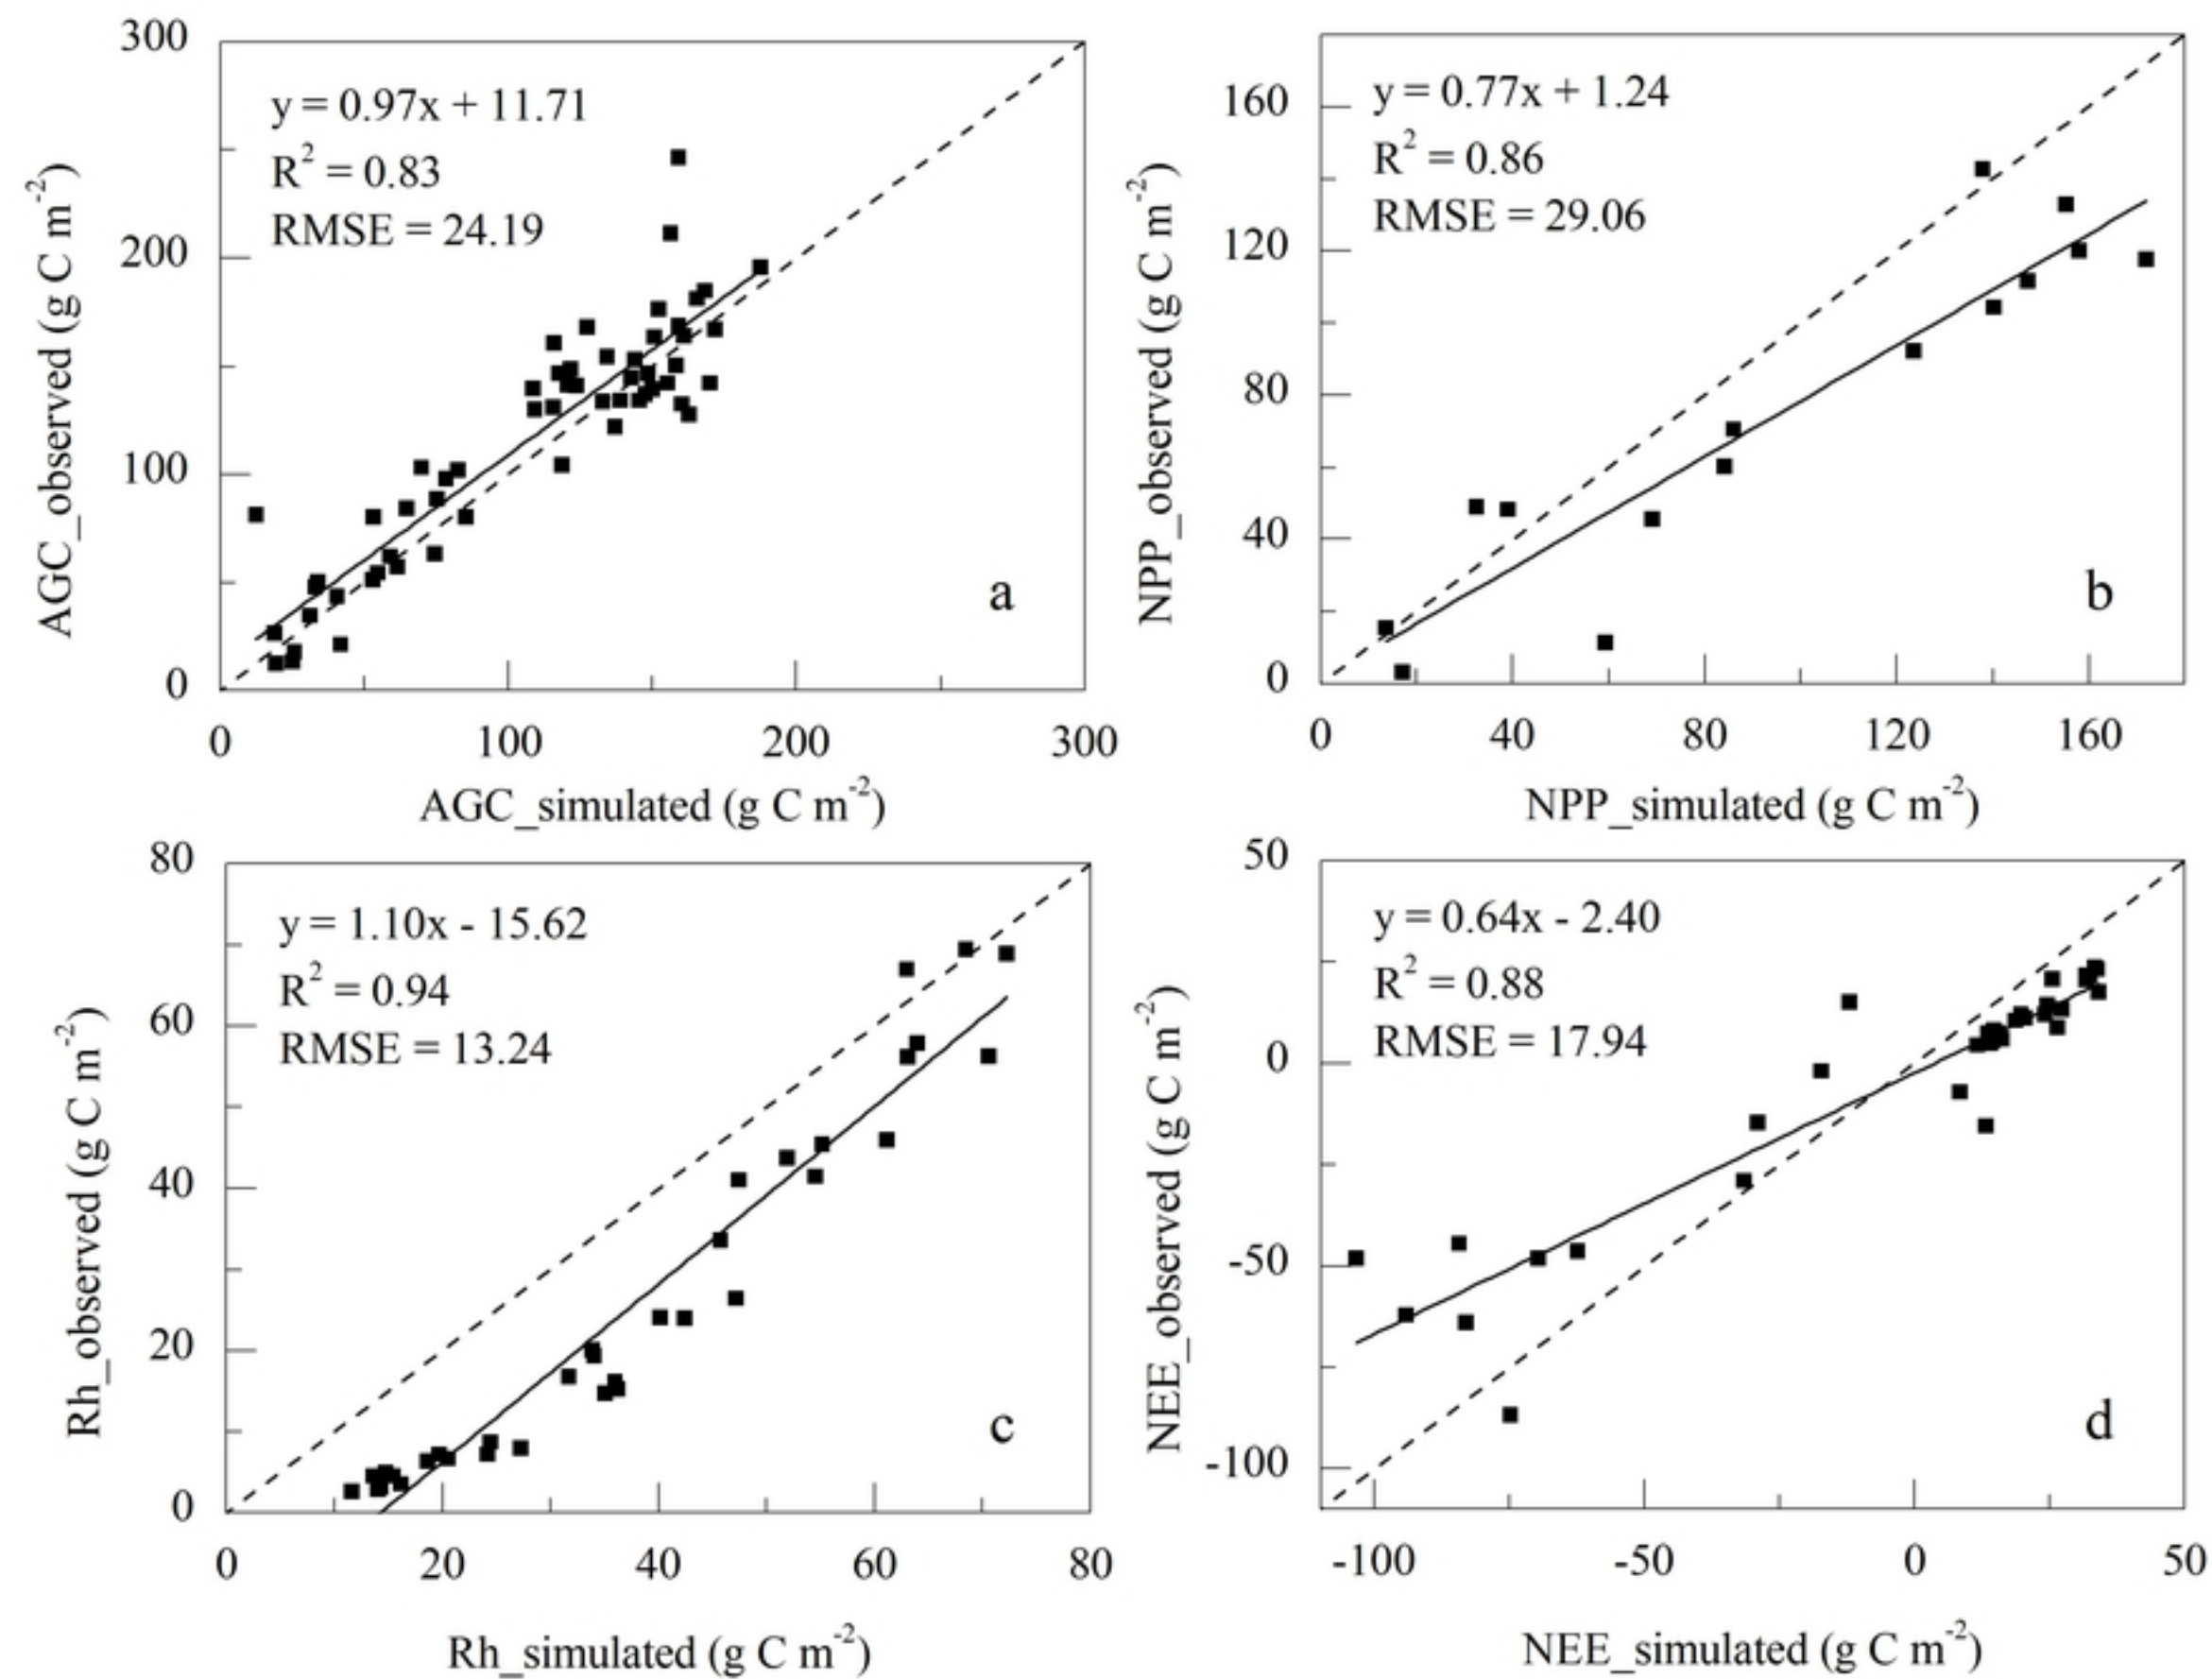 300
200
100
0
AGC_observed (g C m-2)
y = 0.97x + 11.71
R2 = 0.83
RMSE = 24.19
a
0 100 200 300
AGC_simulated (g C m-2)
160
120
80
40
0
NPP_observed (g C m-2)
y = 0.77x + 1.24
R2 = 0.86
RMSE = 29.06
b
0 40 80 120 160
NPP_simulated (g C m-2)
80
60
40
20
0
Rh_observed (g C m-2)
y = 1.10x - 15.62
R2 = 0.94
RMSE = 13.24
c
0 20 40 60 80
Rh_simulated (g C m-2)
50
0
-50
-100
NEE_observed (g C m-2)
y = 0.64x - 2.40
R2 = 0.88
RMSE = 17.94
d
-100 -50 0 50
NEE_simulated (g C m-2)